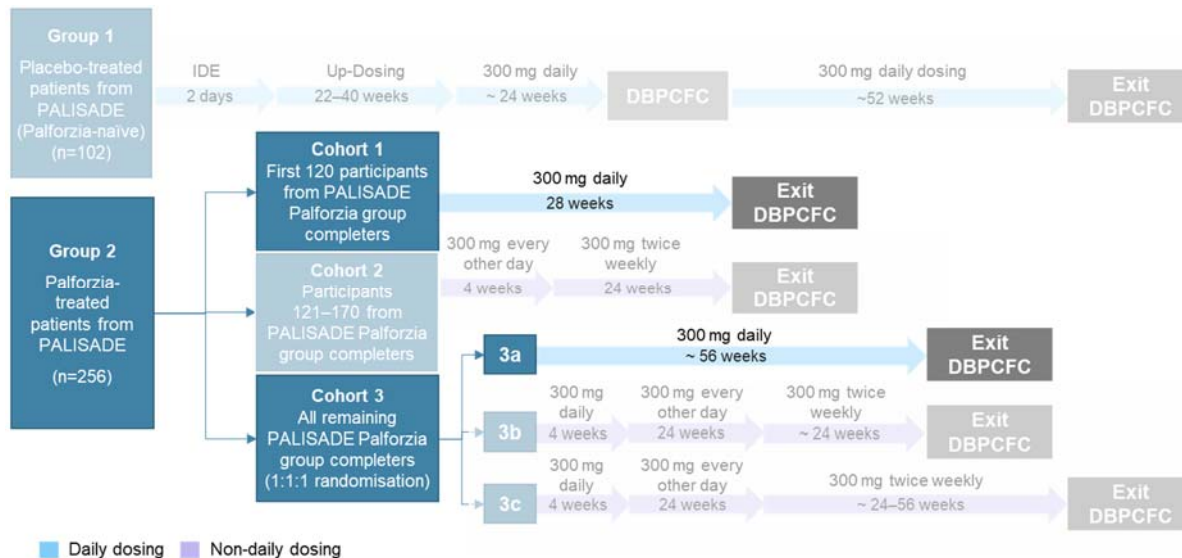 Group 1
Placebo-treated
patients from
PALISADE
(Palforzia-naïve)
(n=102)
IDE
2 days
Up-Dosing
22–40 weeks
300 mg daily
~ 24 weeks
DBPCFC
300 mg daily dosing
~52 weeks
Exit
DBPCFC
Group 2
Palforzia-
treated
patients from
PALISADE
(n=256)
Cohort 1
First 120 participants
from PALISADE
Palforzia group
completers
300 mg daily
28 weeks
Exit
DBPCFC
Cohort 2
Participants
121–170 from
PALISADE Palforzia
group completers
300 mg every
other day
4 weeks
300 mg twice
weekly
24 weeks
Exit
DBPCFC
Cohort 3
All remaining
PALISADE Palforzia
group completers
(1:1:1 randomisation)
3a
300 mg daily
~ 56 weeks
Exit
DBPCFC
3b
300 mg
daily
4 weeks
300 mg every
other day
24 weeks
300 mg twice
weekly
~ 24 weeks
Exit
DBPCFC
3c
300 mg
daily
4 weeks
300 mg every
other day
24 weeks
300 mg twice weekly
~ 24–56 weeks
Exit
DBPCFC
Daily dosing
Non-daily dosing